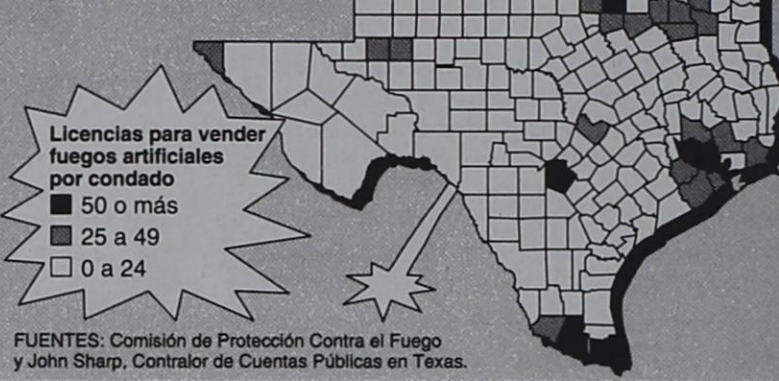 Licencias para vender
fuegos artificiales
por condado
50 o más
25 a 49
0 a 24
FUENTES: Comisión de Protección Contra el Fuego
y John Sharp, Contralor de Cuentas Públicas en Texas.